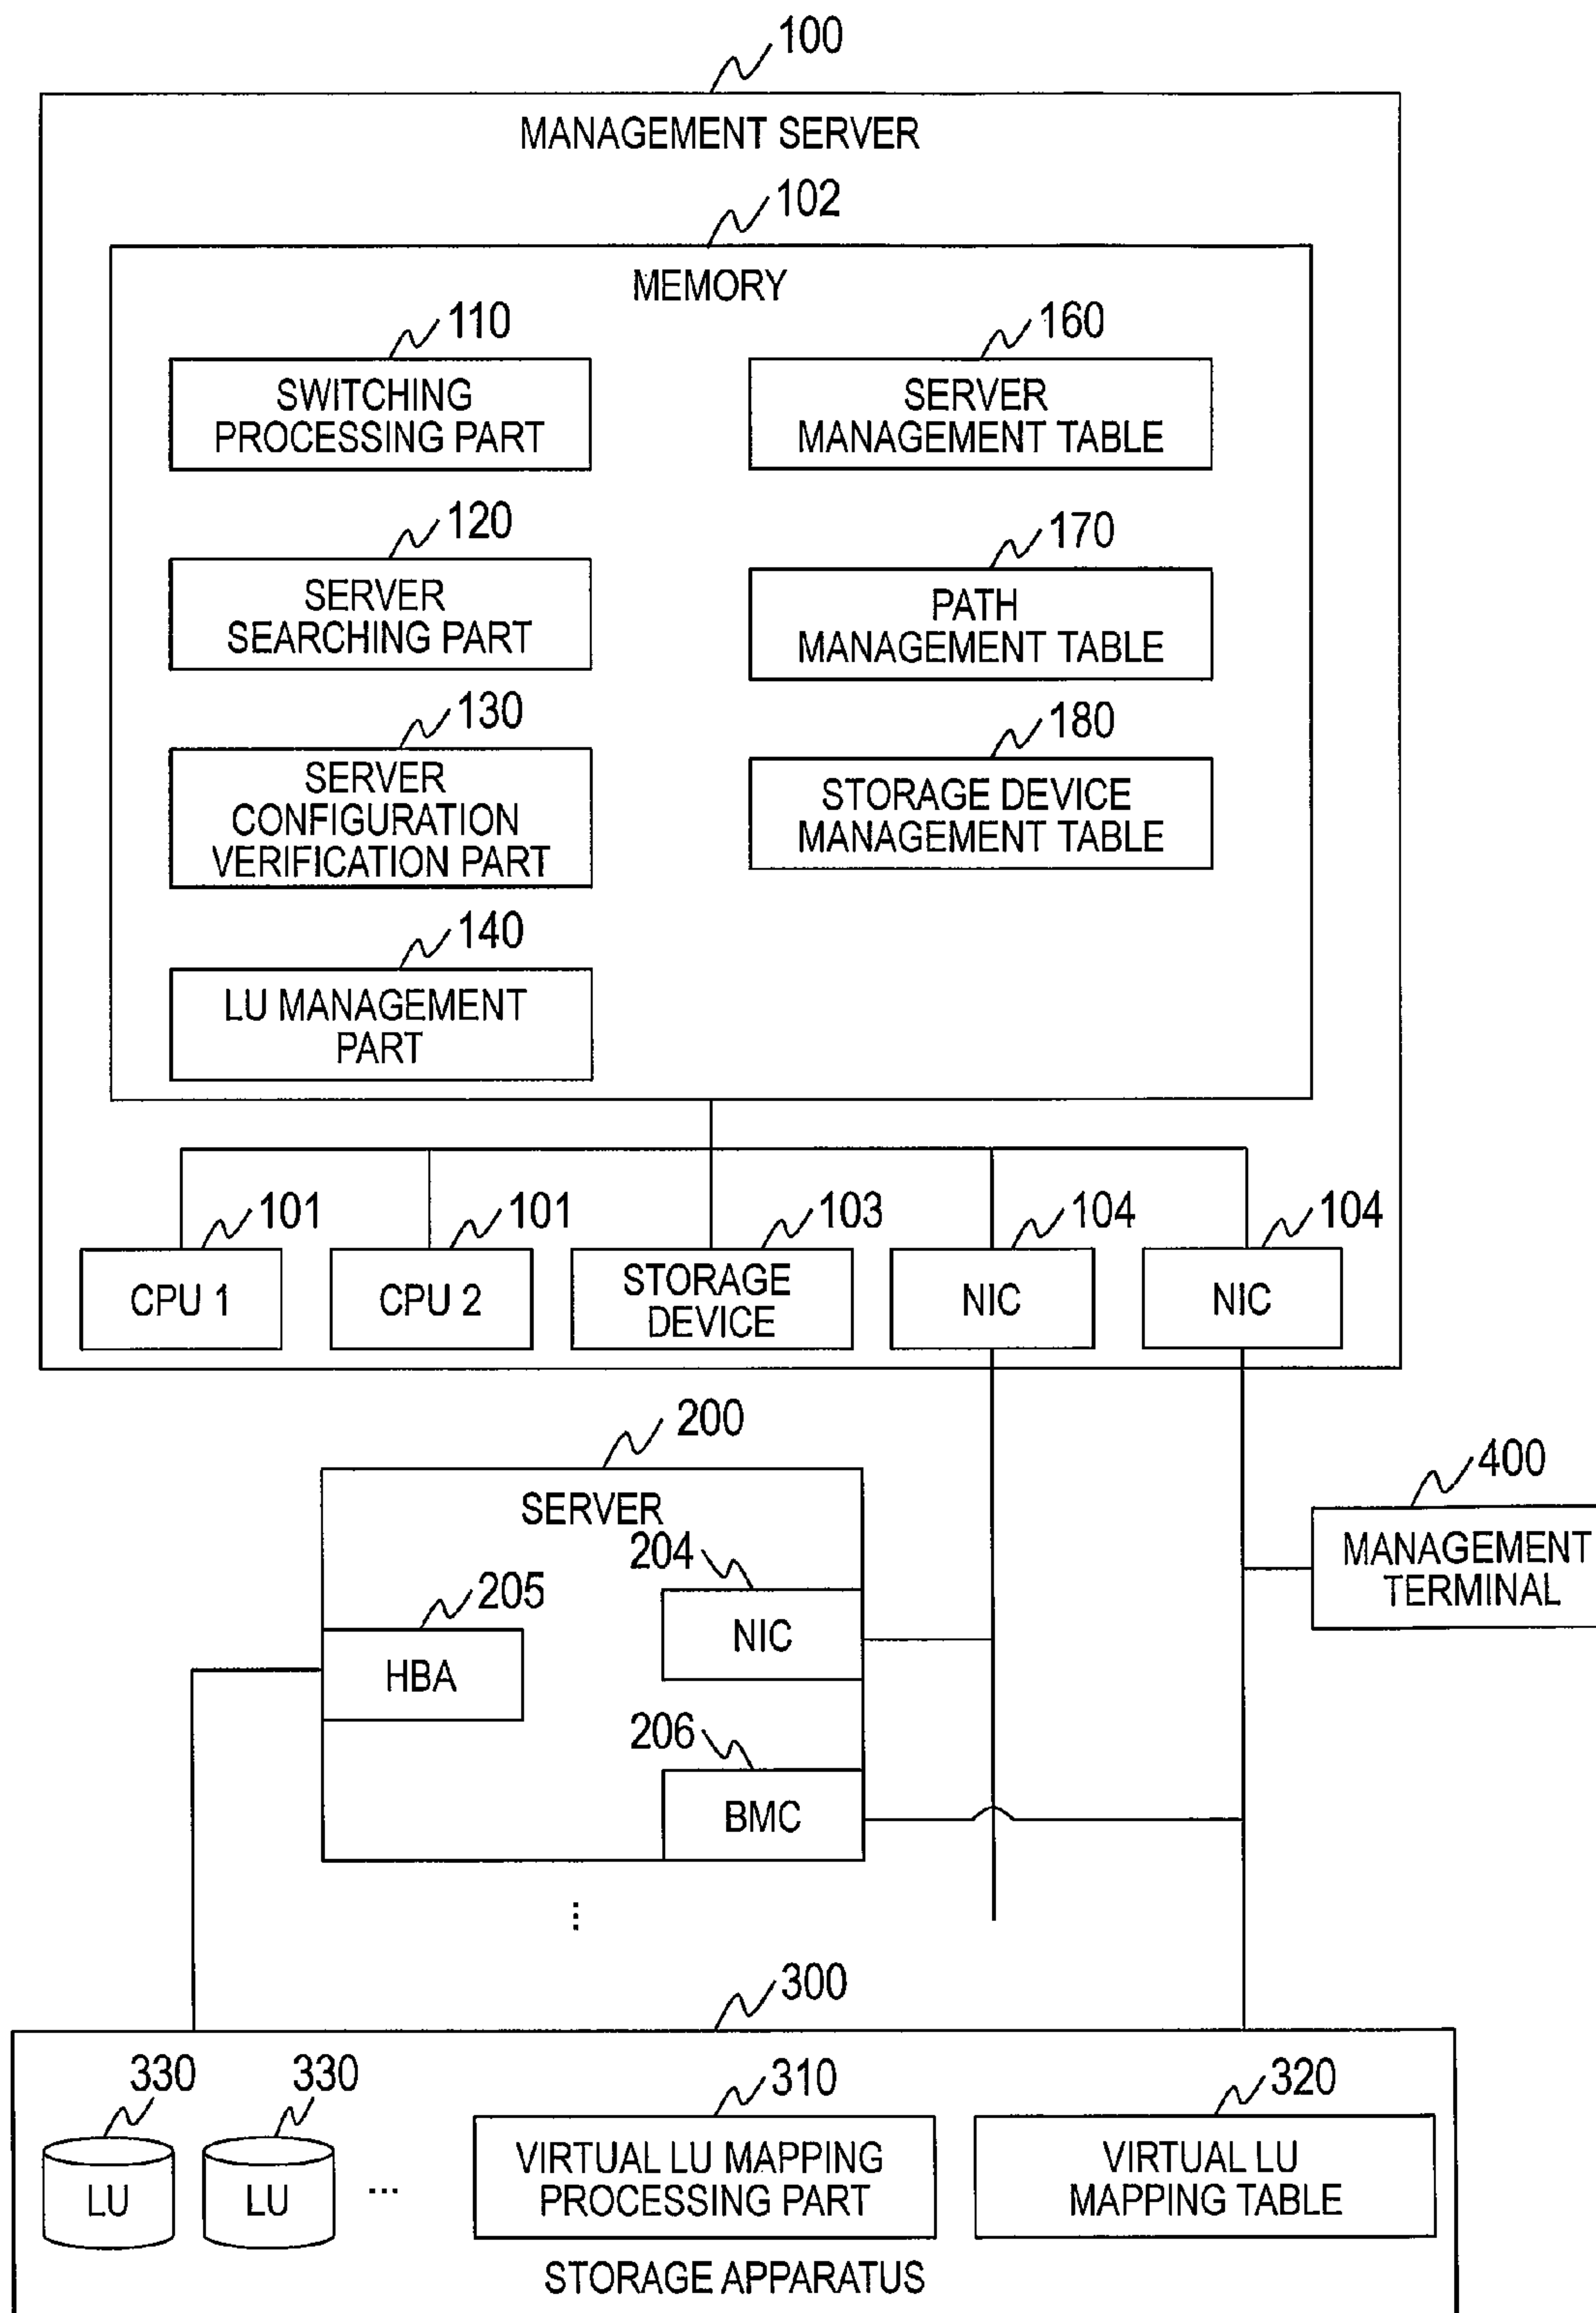 100
MANAGEMENT SERVER
102
MEMORY
110
SWITCHING
PROCESSING PART
160
SERVER
MANAGEMENT TABLE
120
SERVER
SEARCHING PART
170
PATH
MANAGEMENT TABLE
130
SERVER
CONFIGURATION
VERIFICATION PART
180
STORAGE DEVICE
MANAGEMENT TABLE
140
LU MANAGEMENT
PART
101
CPU 1
101
CPU 2
103
STORAGE
DEVICE
104
NIC
104
NIC
200
SERVER
400
MANAGEMENT
TERMINAL
204
NIC
205
HBA
206
BMC
...
300
330
LU
330
LU
...
310
VIRTUAL LU MAPPING
PROCESSING PART
320
VIRTUAL LU
MAPPING TABLE
STORAGE APPARATUS